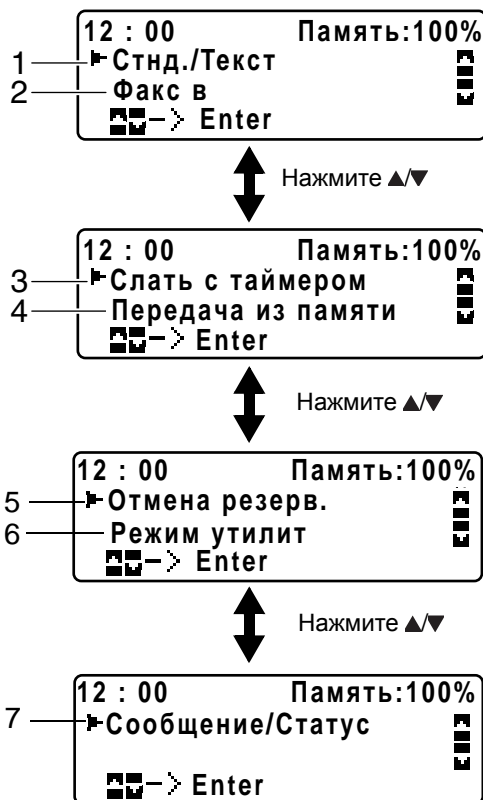 12 : 00 Память:100%
1 Стнд./Текст
2 Факс в
–> Enter
Нажмите ▲/▼
12 : 00 Память:100%
3 Слать с таймером
4 Передача из памяти
–> Enter
Нажмите ▲/▼
12 : 00 Память:100%
5 Отмена резерв.
6 Режим утилит
–> Enter
Нажмите ▲/▼
12 : 00 Память:100%
7 Сообщение/Статус
–> Enter